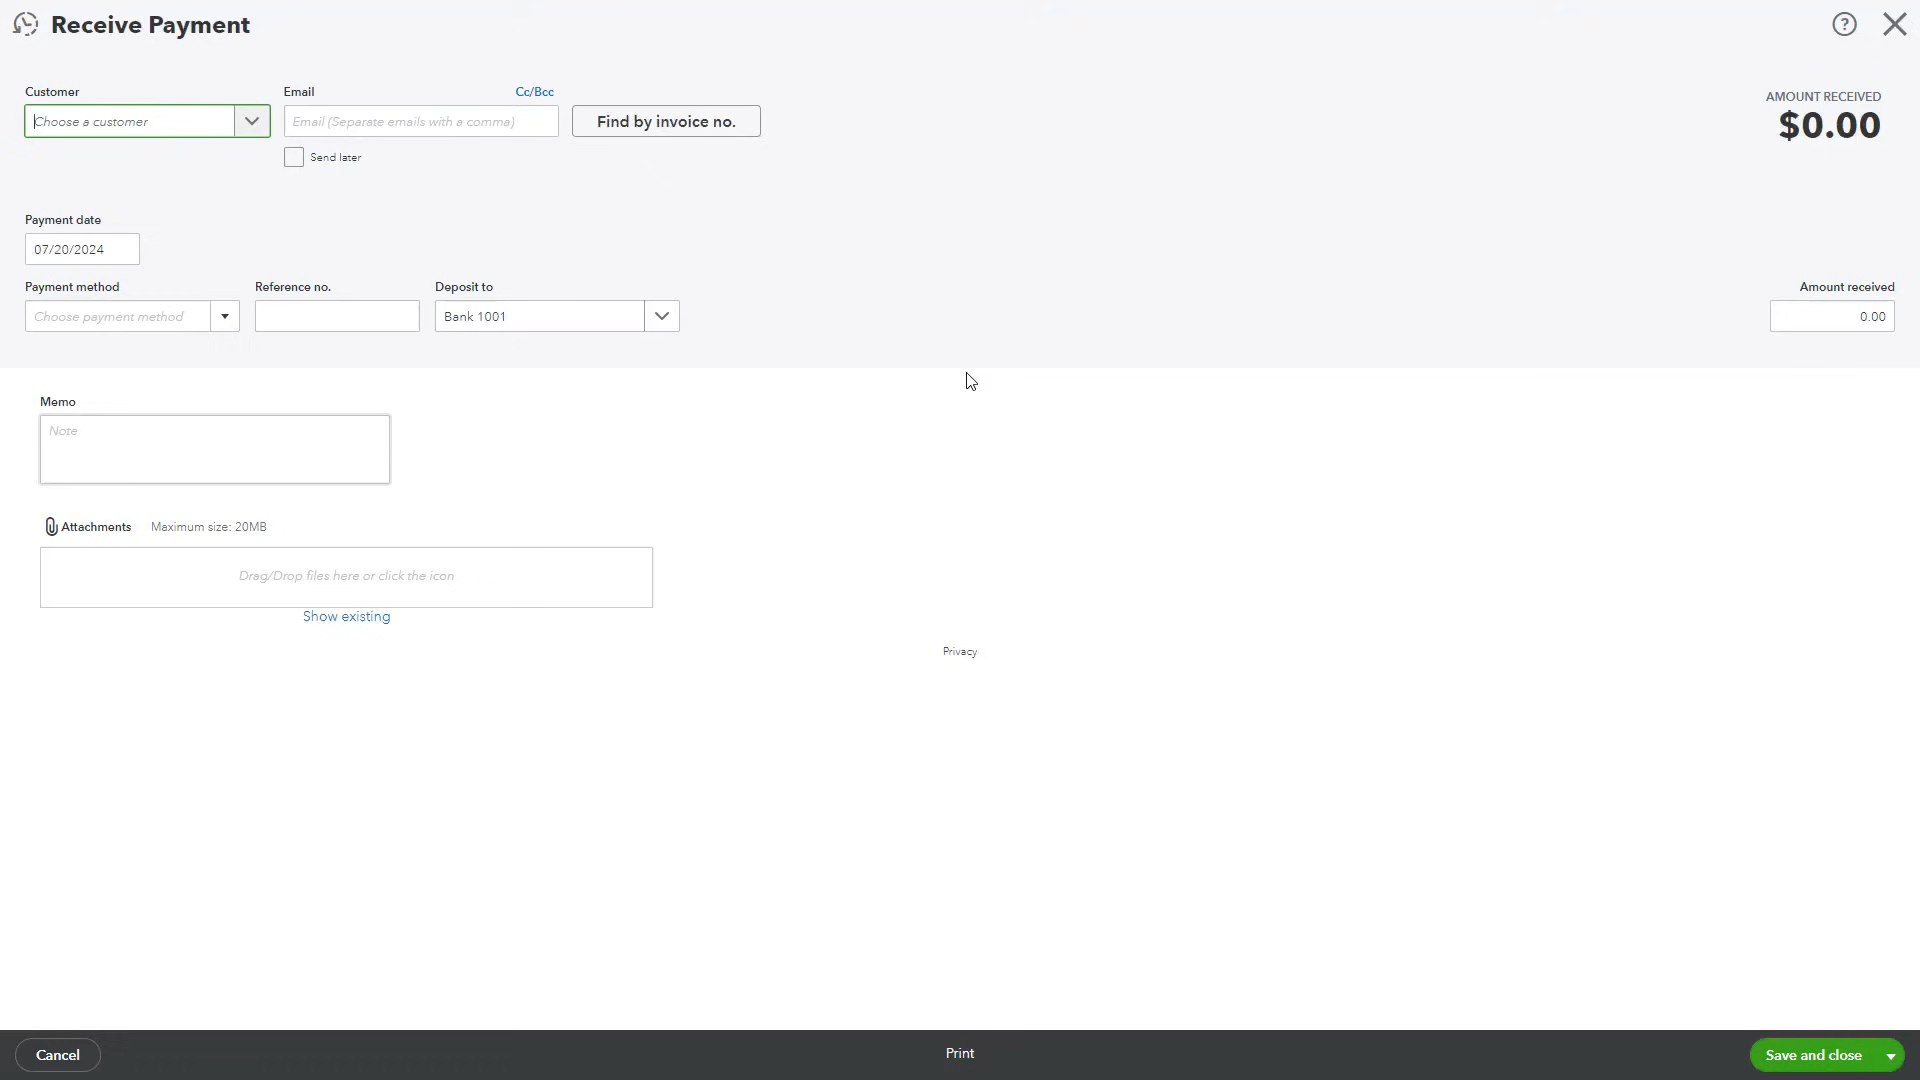 Receive Payment
?
Customer
Email
Cc/Bcc
Choose a customer
Email (Separate emails with a comma)
Find by invoice no.
AMOUNT RECEIVED
$0.00
Send later
Payment date
07/20/2024
Payment method
Reference no.
Deposit to
Amount received
Choose payment method
Bank 1001
0.00
Memo
Note
Attachments
Maximum size: 20MB
Drag/Drop files here or click the icon
Show existing
Privacy
Cancel
Print
Save and close